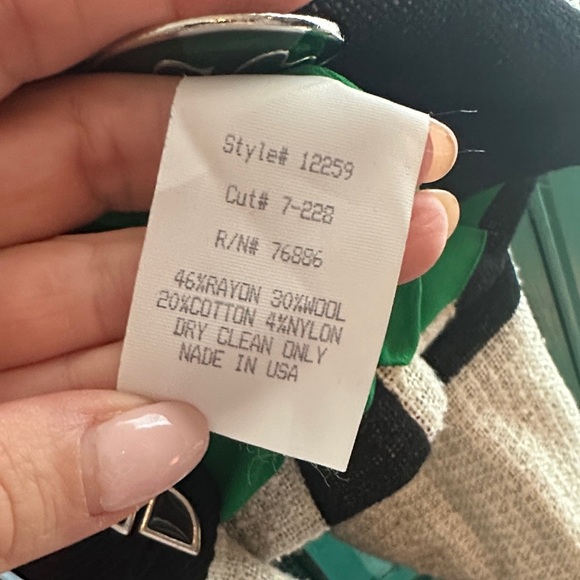 Style# 12259
Cut# 7-228
R/N# 76886
46%RAYON 30%WOOL
20%COTTON 4%NYLON
DRY CLEAN ONLY
MADE IN USA